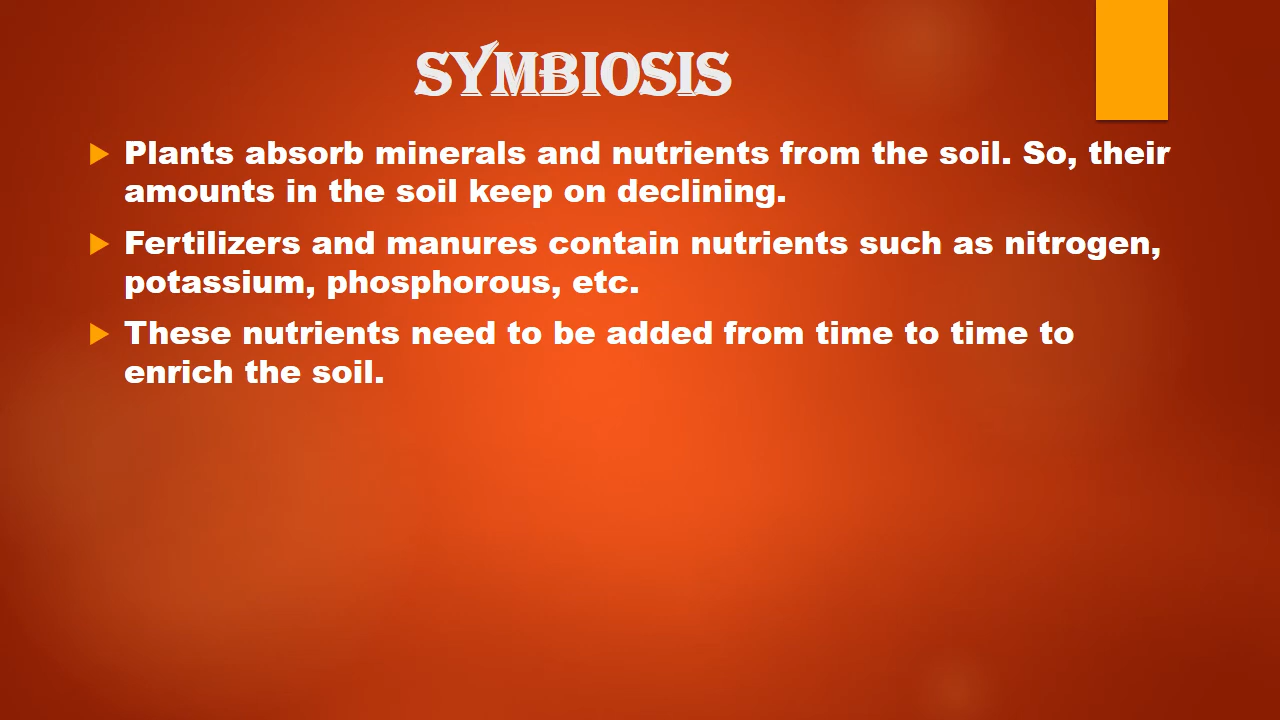 SYMBIOSIS
Plants absorb minerals and nutrients from the soil. So, their
amounts in the soil keep on declining.
Fertilizers and manures contain nutrients such as nitrogen,
potassium, phosphorous, etc.
These nutrients need to be added from time to time to
enrich the soil.